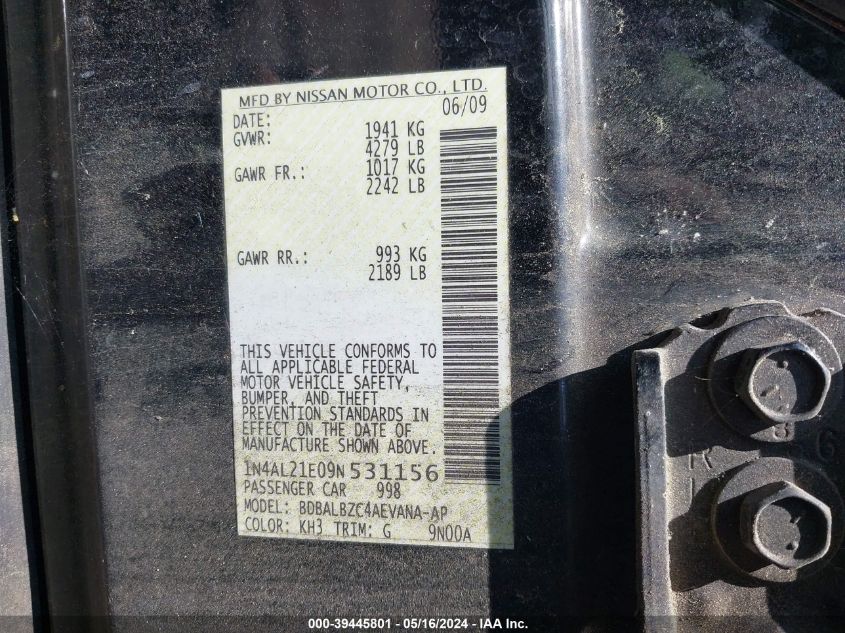 MFD BY NISSAN MOTOR CO., LTD.
DATE: 06/09
GVWR: 1941 KG
4279 LB
GAWR FR.: 1017 KG
2242 LB
GAWR RR.: 993 KG
2189 LB
THIS VEHICLE CONFORMS TO
ALL APPLICABLE FEDERAL
MOTOR VEHICLE SAFETY,
BUMPER, AND THEFT
PREVENTION STANDARDS IN
EFFECT ON THE DATE OF
MANUFACTURE SHOWN ABOVE.
1N4AL21E09N531156
PASSENGER CAR 998
MODEL: BDBALBZC4AEVANA-AP
COLOR: KH3 TRIM: G 9N00A
000-39445801 - 05/16/2024 - IAA Inc.